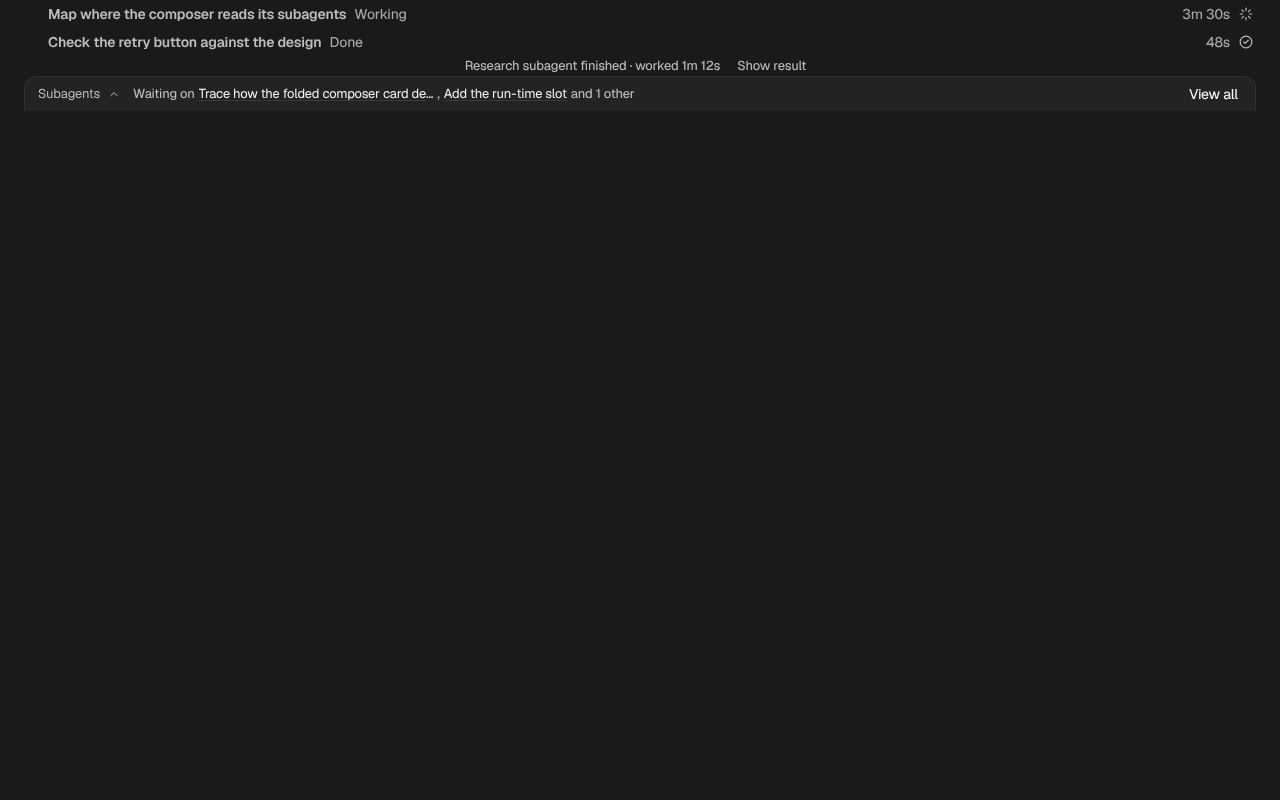 Map where the composer reads its subagents Working 3m 30s
Check the retry button against the design Done 48s
Research subagent finished · worked 1m 12s Show result
Subagents Waiting on Trace how the folded composer card de… , Add the run-time slot and 1 other View all